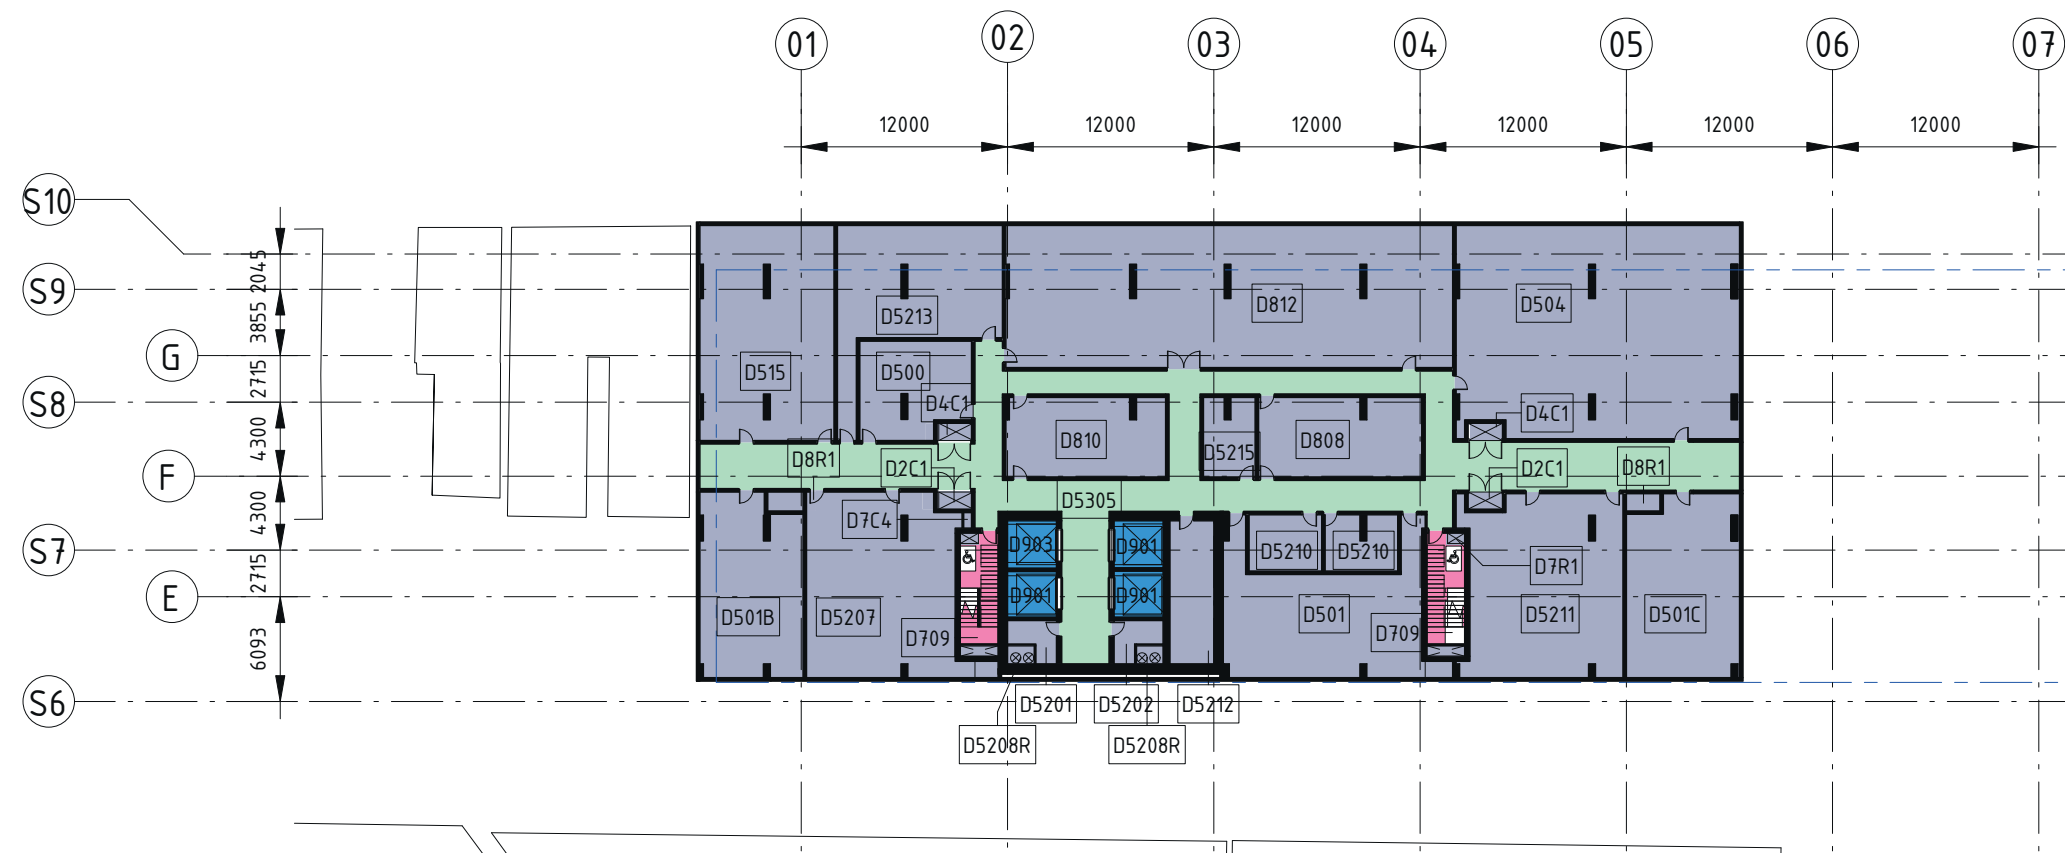 01
02
03
04
05
06
07
12000
12000
12000
12000
12000
12000
S10
S9
G
S8
F
S7
E
S6
2045
3855
2715
4300
4300
2715
6093
D5213
D812
D504
D515
D500
D4C1
D4C1
D810
D5215
D808
D8R1
D2C1
D2C1
D8R1
D5305
D7C4
D903
D901
D5210
D5210
D7R1
D901
D901
D501B
D5207
D709
D501
D709
D5211
D501C
D5201
D5202
D5212
D5208R
D5208R